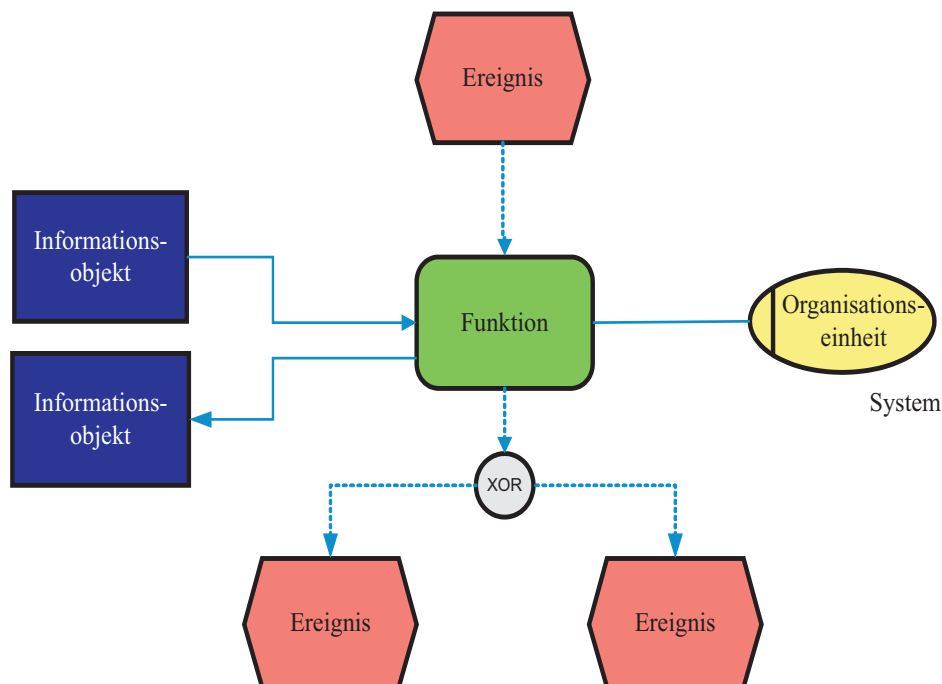 Ereignis
Informations-
objekt
Funktion
Organisations-
einheit
Informations-
objekt
System
XOR
Ereignis
Ereignis